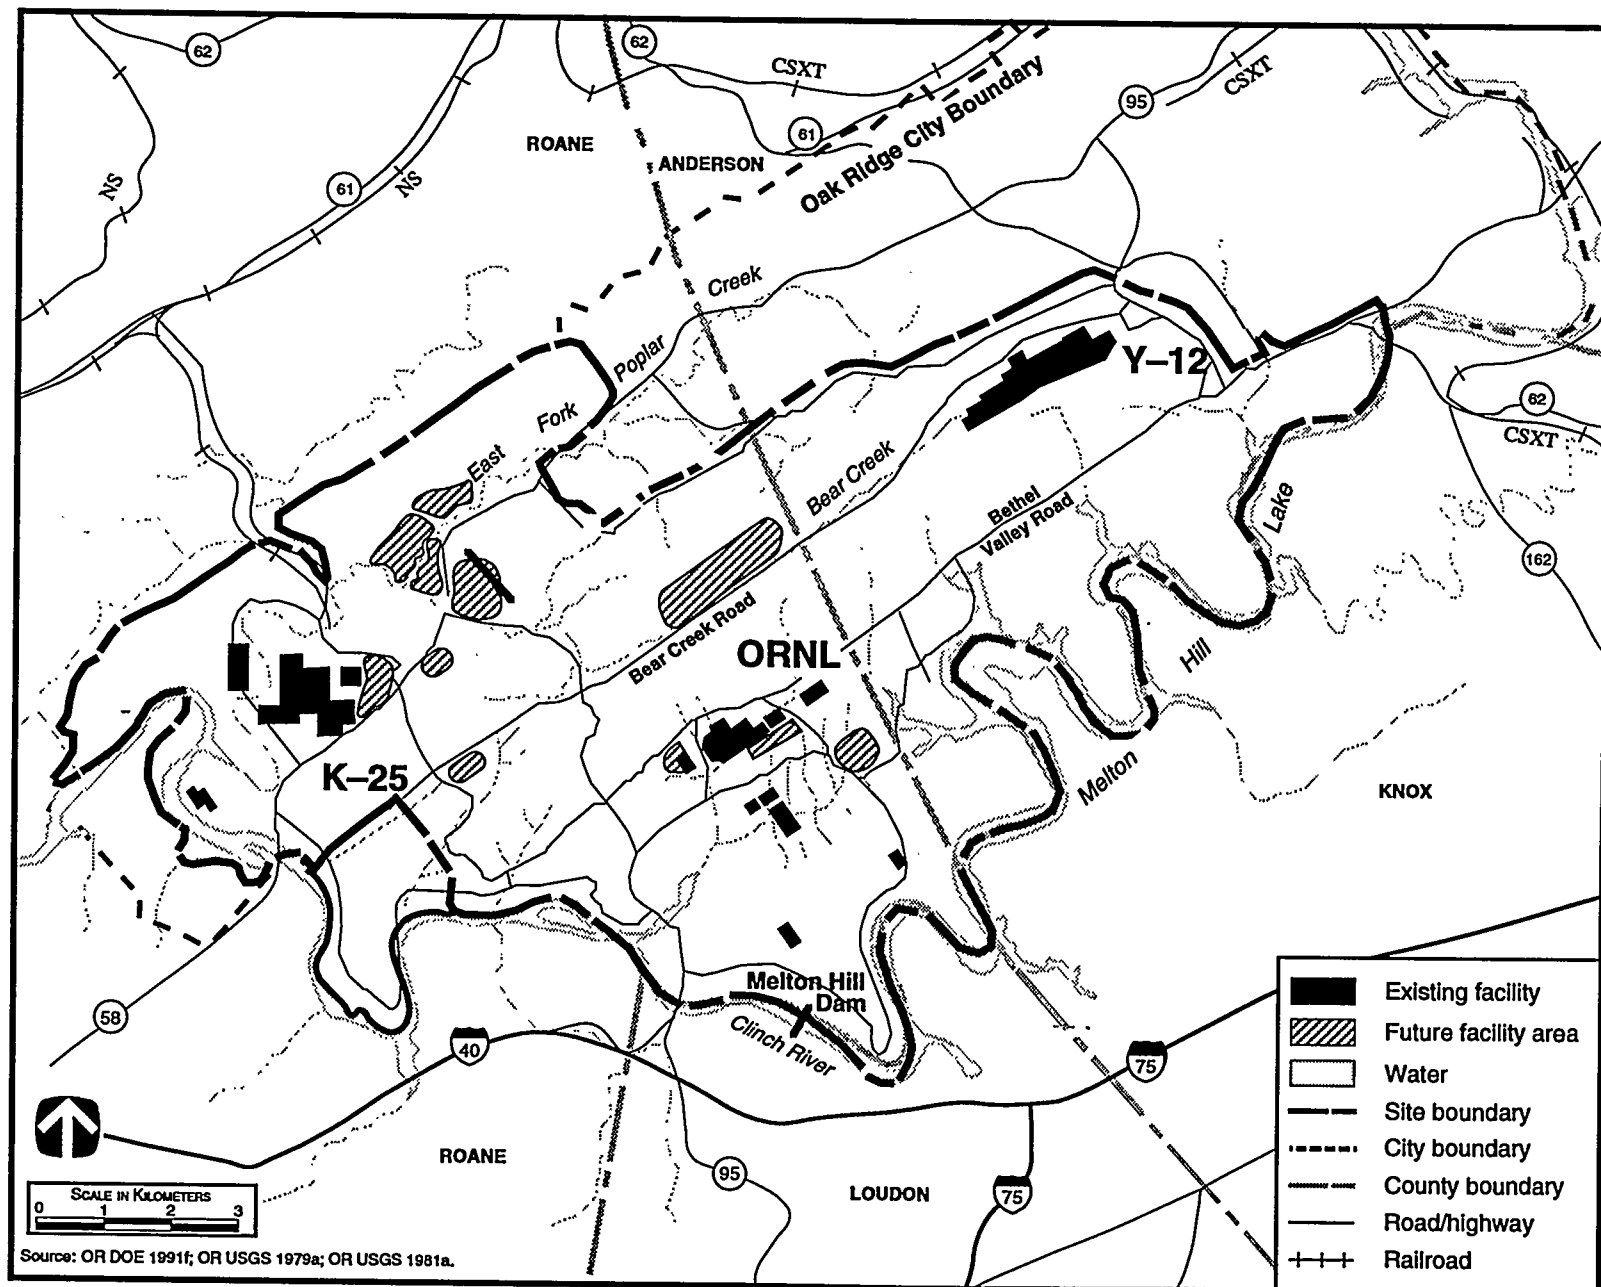 62
62
CSXT
CSXT
95
61
ROANE
ANDERSON
Oak Ridge City Boundary
NS
61
NS
Creek
Poplar
Fork
East
Y–12
62
CSXT
Bear Creek
Bethel
Valley Road
Lake
162
Bear Creek Road
ORNL
Hill
Melton
K–25
KNOX
Melton Hill
Dam
Clinch River
58
40
75
ROANE
95
LOUDON
75
Existing facility
Future facility area
Water
Site boundary
City boundary
County boundary
Road/highway
Railroad
SCALE IN KILOMETERS
0 1 2 3
Source: OR DOE 1991f; OR USGS 1979a; OR USGS 1981a.